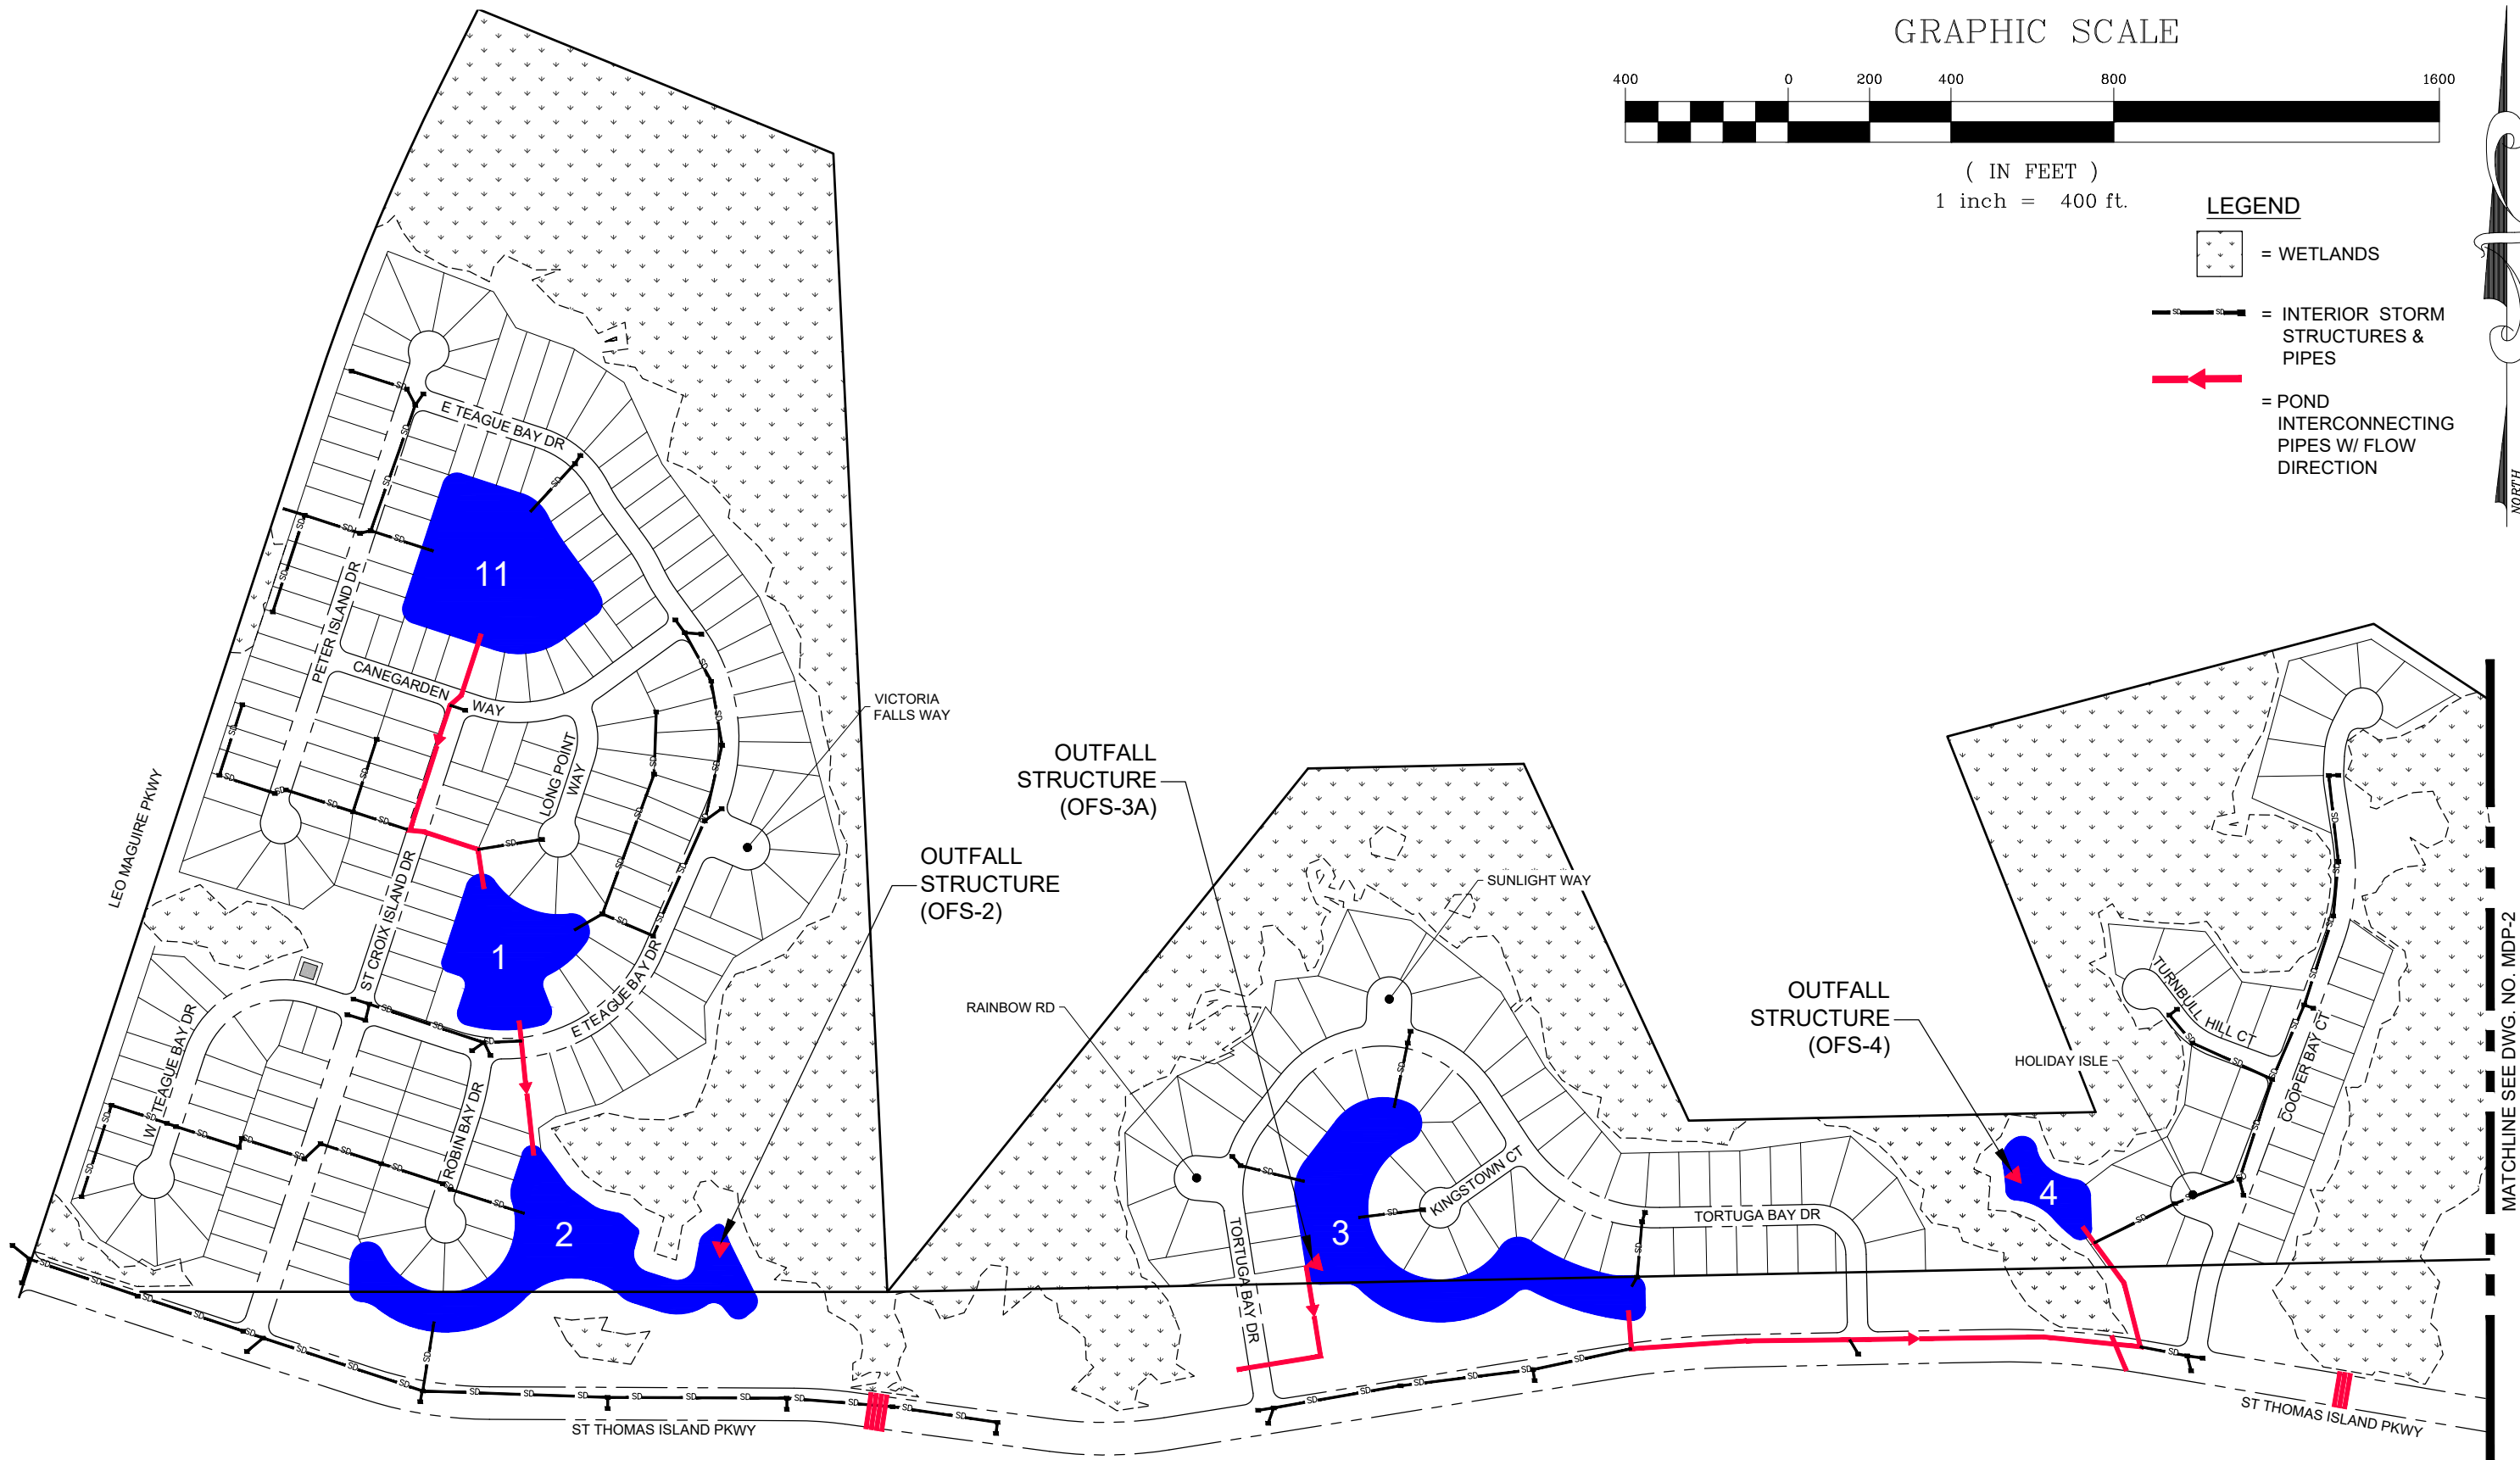 GRAPHIC SCALE
400 0 200 400 800 1600
( IN FEET )
1 inch = 400 ft.
LEGEND
= WETLANDS
SD SD
= INTERIOR STORM
STRUCTURES &
PIPES
= POND
INTERCONNECTING
PIPES W/ FLOW
DIRECTION
NORTH
E TEAGUE BAY DR
11
PETER ISLAND DR
CANEGARDEN
WAY
VICTORIA
FALLS WAY
LONG POINT
WAY
LEO MAGUIRE PKWY
ST CROIX ISLAND DR
1
E TEAGUE BAY DR
OUTFALL
STRUCTURE
(OFS-2)
W TEAGUE BAY DR
ROBIN BAY DR
2
ST THOMAS ISLAND PKWY
OUTFALL
STRUCTURE
(OFS-3A)
SUNLIGHT WAY
RAINBOW RD
KINGSTOWN CT
3
TORTUGA BAY DR
TORTUGA BAY DR
OUTFALL
STRUCTURE
(OFS-4)
4
TURNBULL HILL CT
HOLIDAY ISLE
COOPER BAY CT
ST THOMAS ISLAND PKWY
MATCHLINE SEE DWG. NO. MDP-2